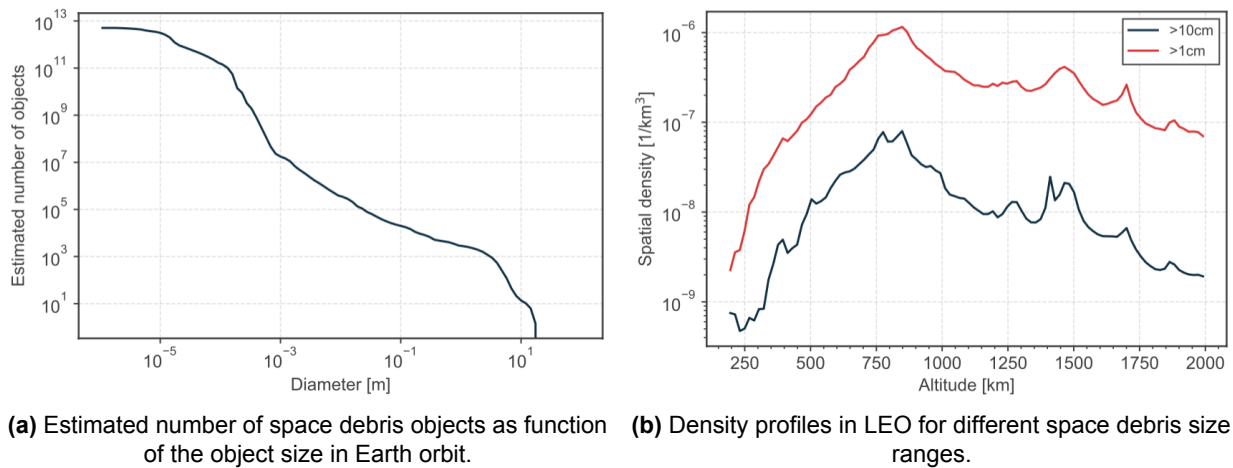 10^13
10^11
10^9
10^7
10^5
10^3
10^1
Estimated number of objects
10^−5
10^−3
10^−1
10^1
Diameter [m]
(a) Estimated number of space debris objects as function
of the object size in Earth orbit.
10^−6
10^−7
10^−8
10^−9
Spatial density [1/km^3]
>10cm
>1cm
250
500
750
1000
1250
1500
1750
2000
Altitude [km]
(b) Density profiles in LEO for different space debris size
ranges.